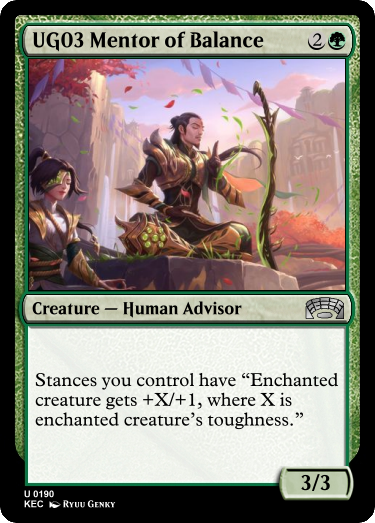 UG03 Mentor of Balance 2
Creature — Human Advisor
Stances you control have “Enchanted
creature gets +X/+1, where X is
enchanted creature's toughness.”
3/3
U 0190
KEC Ryuu Genky